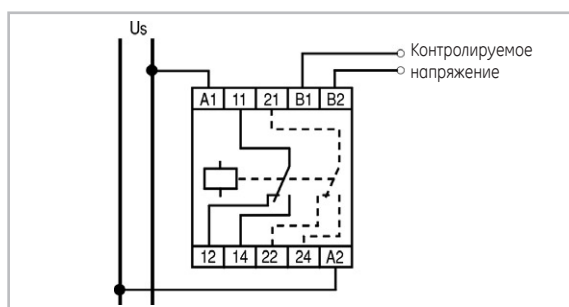 Us
Контролируемое
напряжение
A1 11 21 B1 B2
12 14 22 24 A2